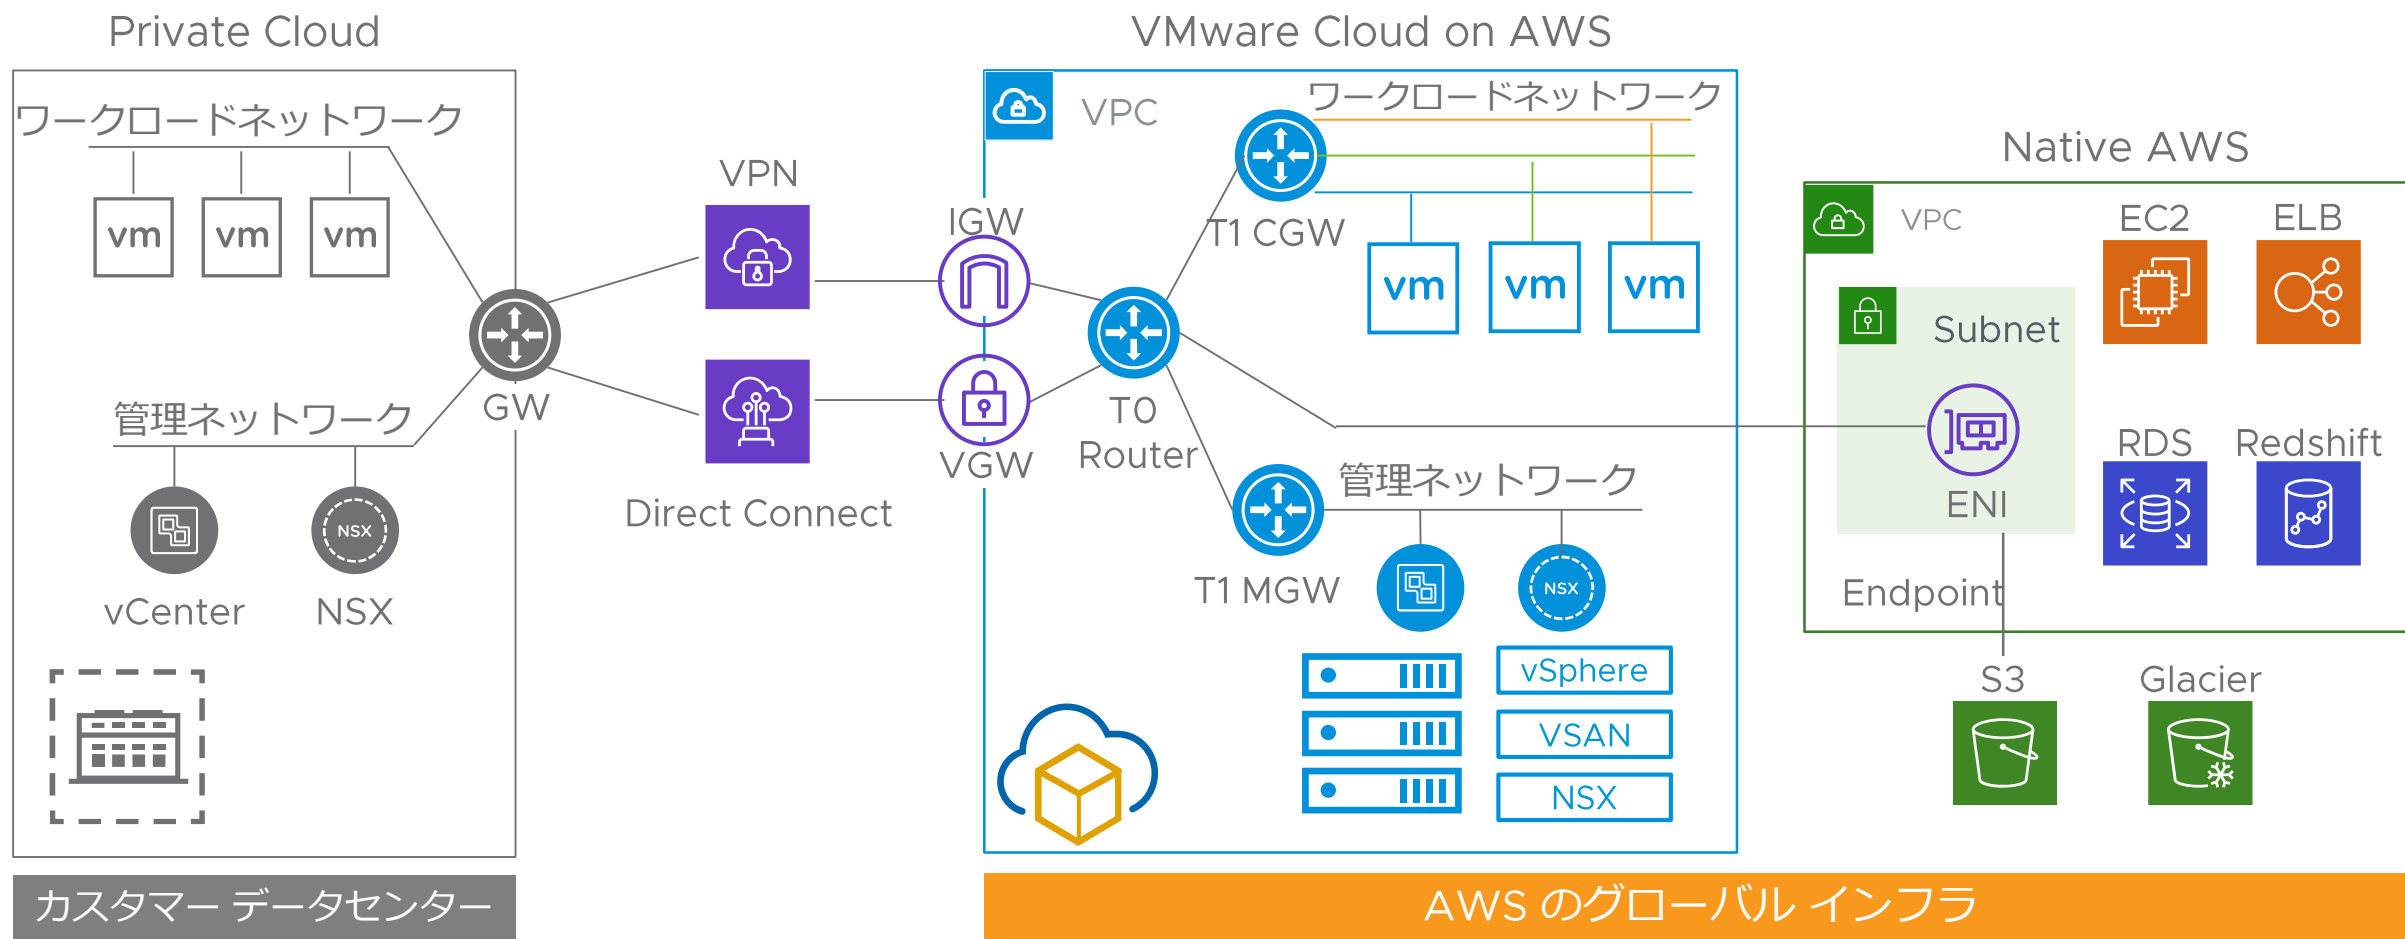 Private Cloud
ワークロードネットワーク
vm
vm
vm
GW
管理ネットワーク
NSX
vCenter
NSX
カスタマー データセンター
VPN
Direct Connect
VMware Cloud on AWS
VPC
IGW
VGW
T0
Router
ワークロードネットワーク
T1 CGW
vm
vm
vm
管理ネットワーク
T1 MGW
NSX
vSphere
VSAN
NSX
Native AWS
VPC
EC2
ELB
Subnet
ENI
RDS
Redshift
Endpoint
S3
Glacier
AWS のグローバル インフラ